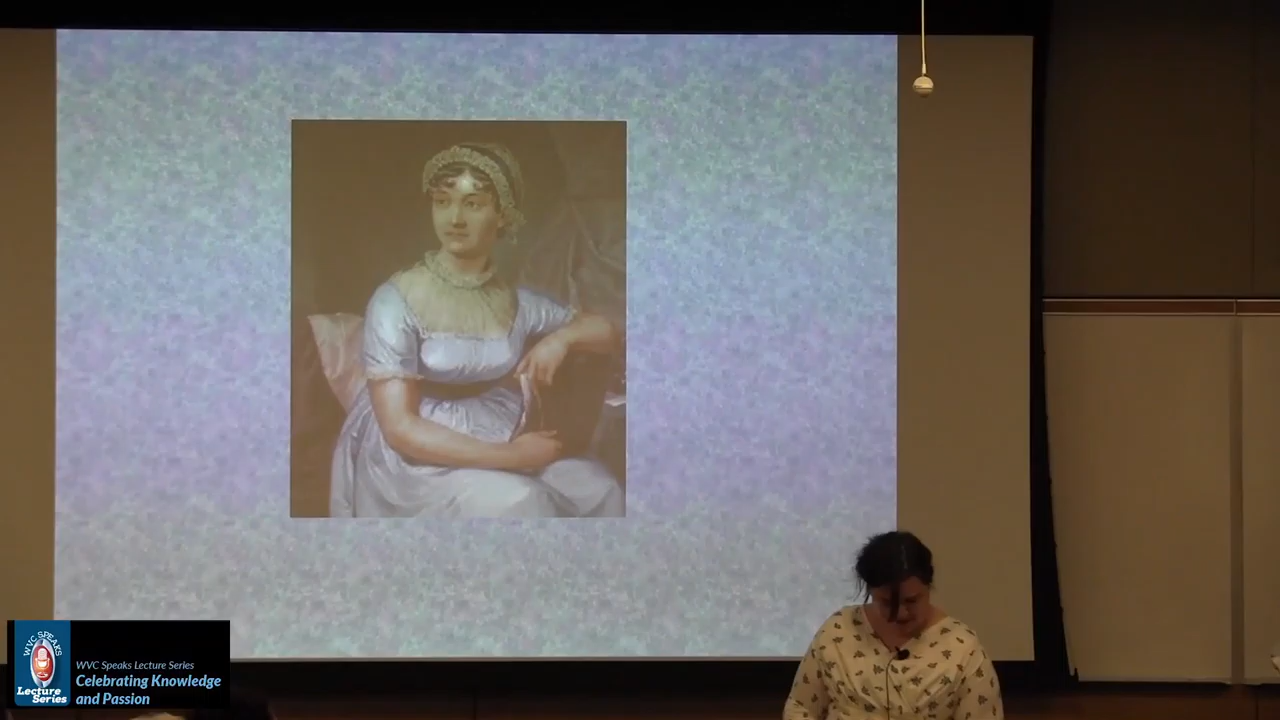 WVC SPEAKS
Lecture
Series
WVC Speaks Lecture Series
Celebrating Knowledge
and Passion